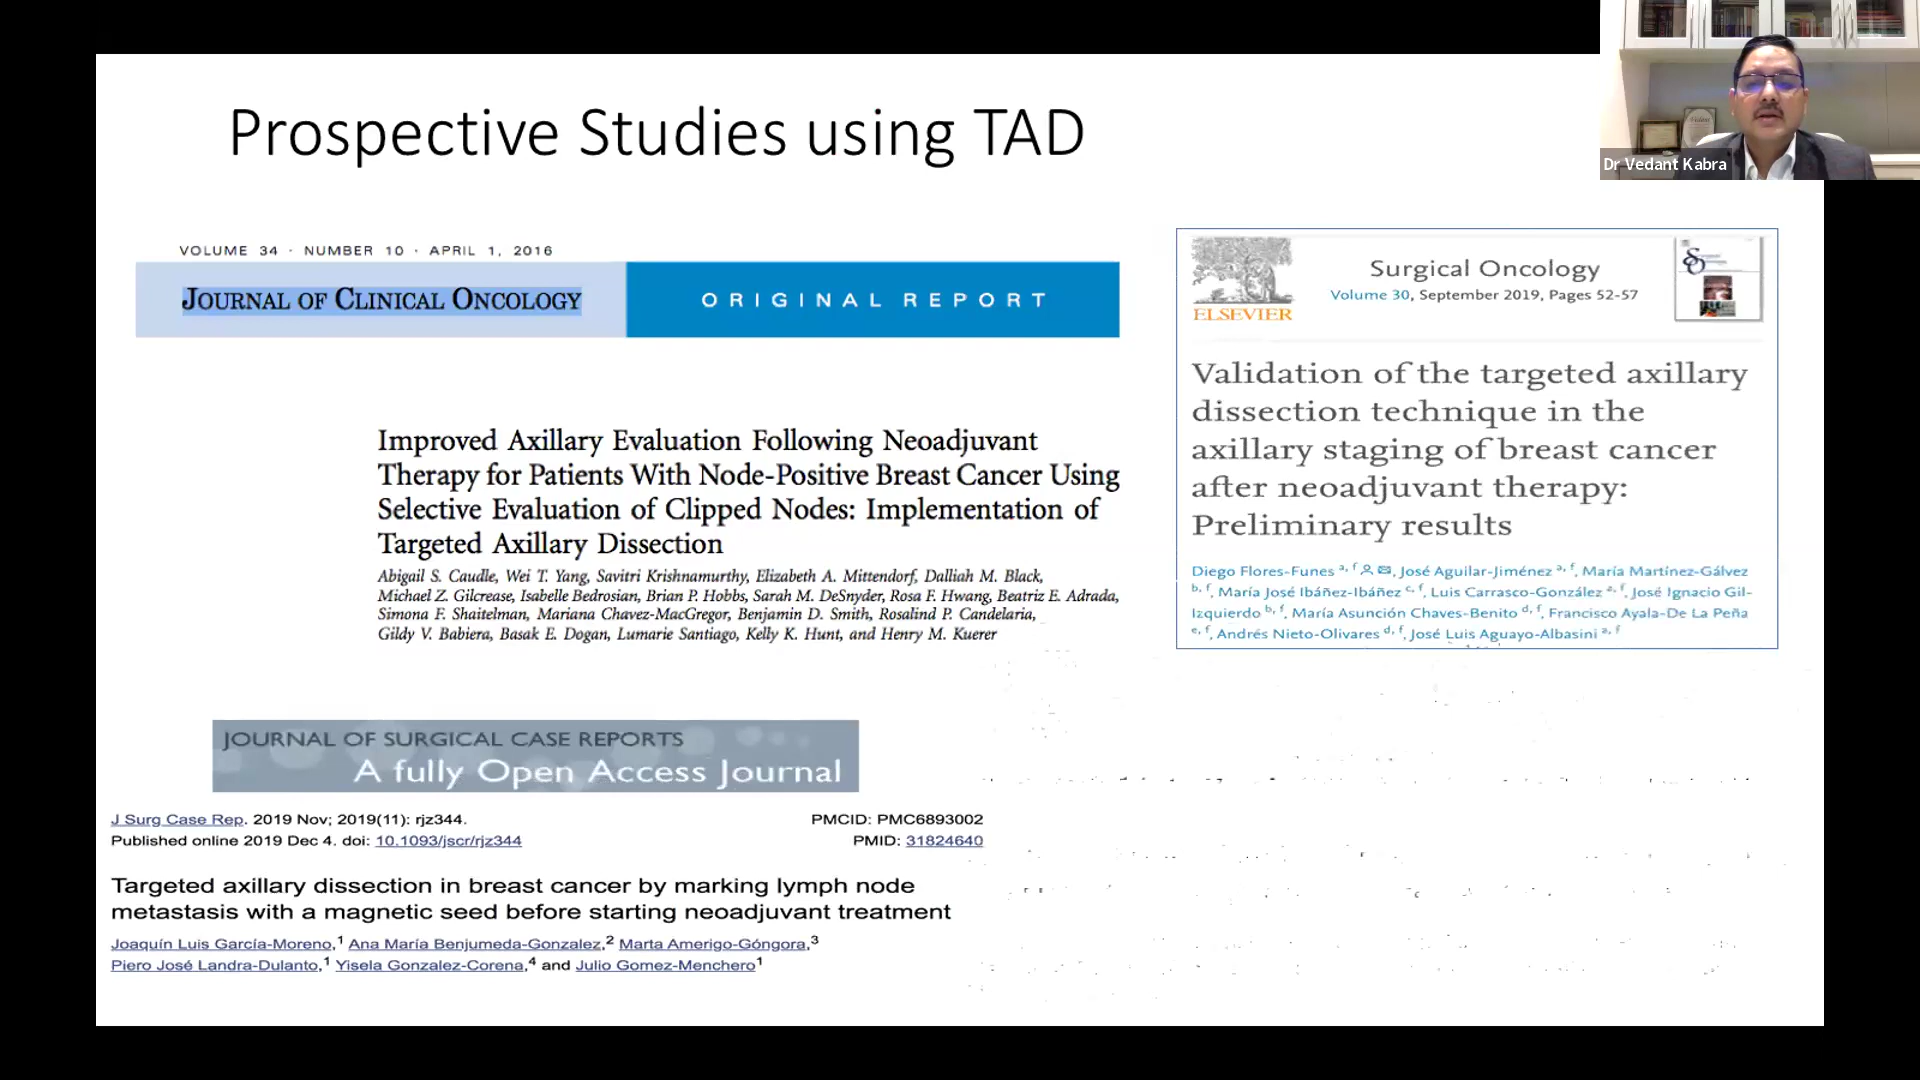 Prospective Studies using TAD
Dr Vedant Kabra
VOLUME 34 · NUMBER 10 · APRIL 1, 2016
JOURNAL OF CLINICAL ONCOLOGY
ORIGINAL REPORT
Improved Axillary Evaluation Following Neoadjuvant
Therapy for Patients With Node-Positive Breast Cancer Using
Selective Evaluation of Clipped Nodes: Implementation of
Targeted Axillary Dissection
Abigail S. Caudle, Wei T. Yang, Savitri Krishnamurthy, Elizabeth A. Mittendorf, Dalliah M. Black,
Michael Z. Gilcrease, Isabelle Bedrosian, Brian P. Hobbs, Sarah M. DeSnyder, Rosa F. Hwang, Beatriz E. Adrada,
Simona F. Shaitelman, Mariana Chavez-MacGregor, Benjamin D. Smith, Rosalind P. Candelaria,
Gildy V. Babiera, Basak E. Dogan, Lumarie Santiago, Kelly K. Hunt, and Henry M. Kuerer
ELSEVIER
Surgical Oncology
Volume 30, September 2019, Pages 52-57
Validation of the targeted axillary
dissection technique in the
axillary staging of breast cancer
after neoadjuvant therapy:
Preliminary results
Diego Flores-Funes a, f, José Aguilar-Jiménez a, f, María Martínez-Gálvez
b, f, María José Ibáñez-Ibáñez c, f, Luis Carrasco-González a, f, José Ignacio Gil-
Izquierdo b, f, María Asunción Chaves-Benito d, f, Francisco Ayala-De La Peña
e, f, Andrés Nieto-Olivares d, f, José Luis Aguayo-Albasini a, f
JOURNAL OF SURGICAL CASE REPORTS
A fully Open Access Journal
J Surg Case Rep. 2019 Nov; 2019(11): rjz344.
PMCID: PMC6893002
Published online 2019 Dec 4. doi: 10.1093/jscr/rjz344
PMID: 31824640
Targeted axillary dissection in breast cancer by marking lymph node
metastasis with a magnetic seed before starting neoadjuvant treatment
Joaquín Luis García-Moreno,1 Ana María Benjumeda-Gonzalez,2 Marta Amerigo-Góngora,3
Piero José Landra-Dulanto,1 Yisela Gonzalez-Corena,4 and Julio Gomez-Menchero1